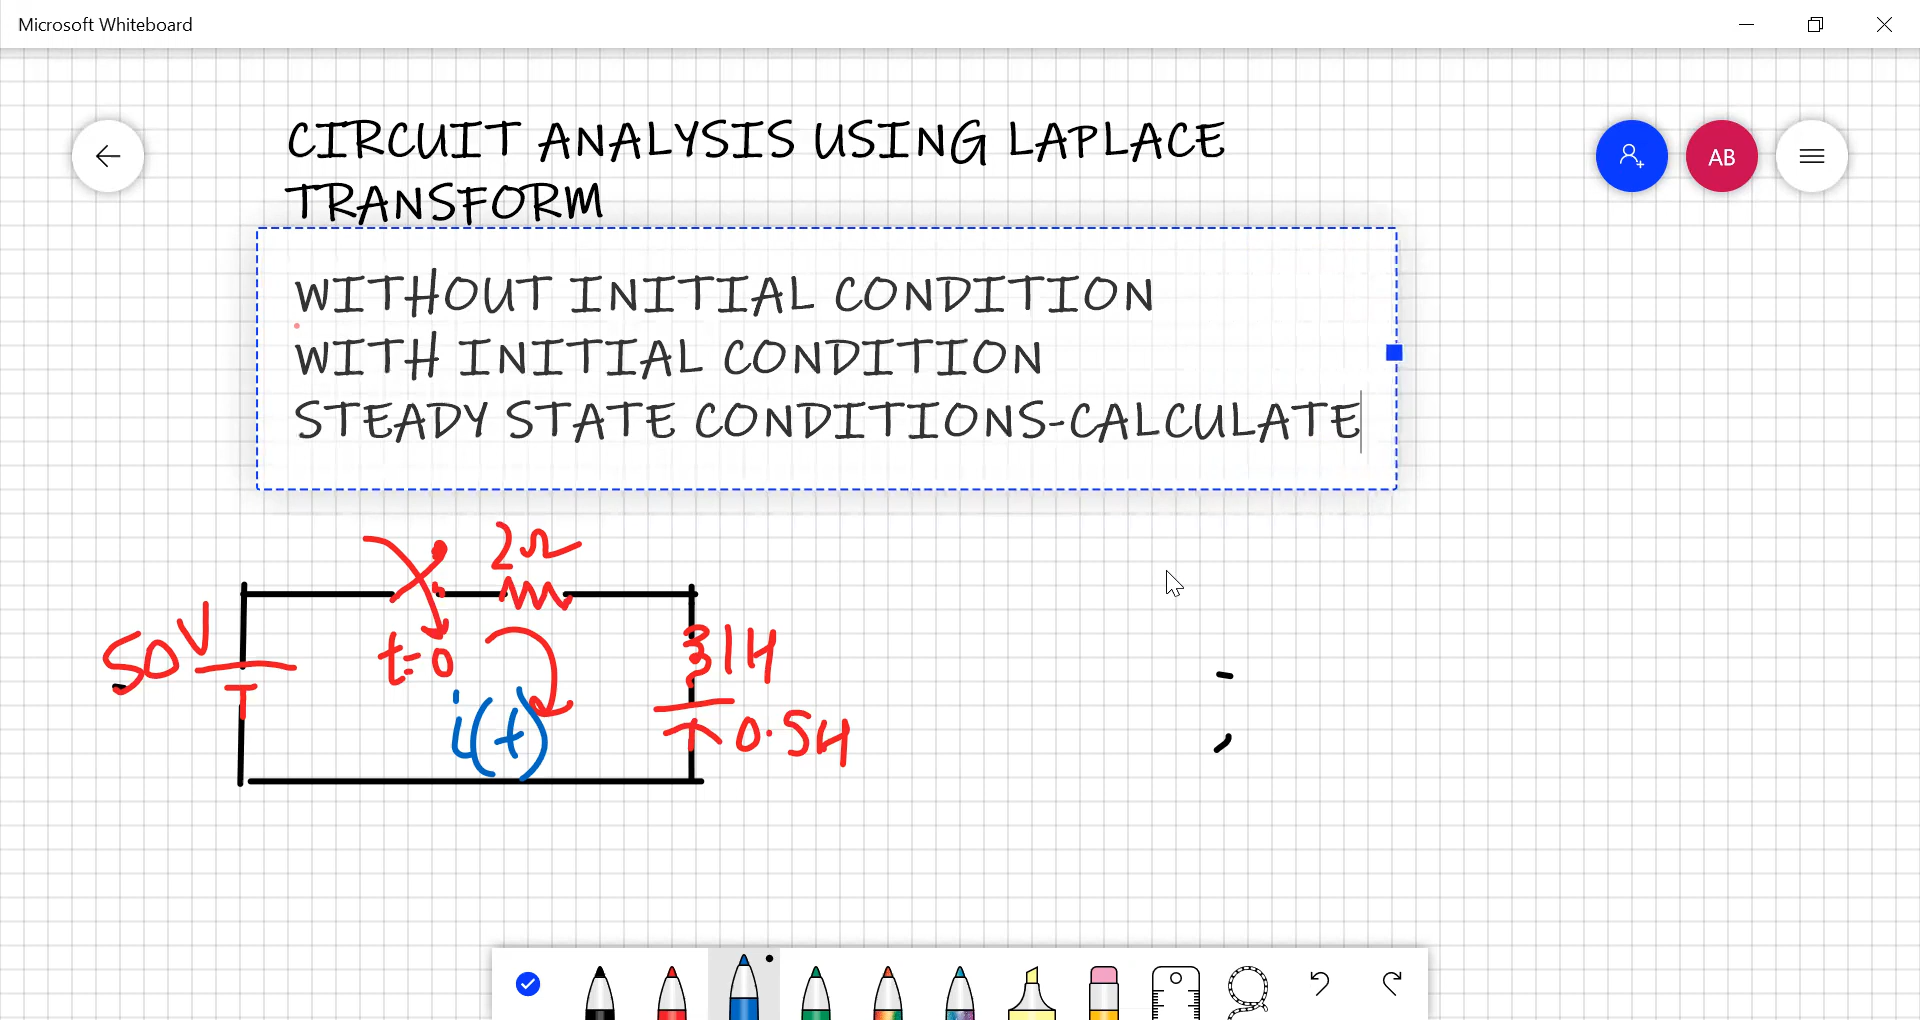 Microsoft Whiteboard
CIRCUIT ANALYSIS USING LAPLACE
TRANSFORM
AB
WITHOUT INITIAL CONDITION
WITH INITIAL CONDITION
STEADY STATE CONDITIONS-CALCULATE
2Ω
50V
t=0
1H
i(t)
0.5H